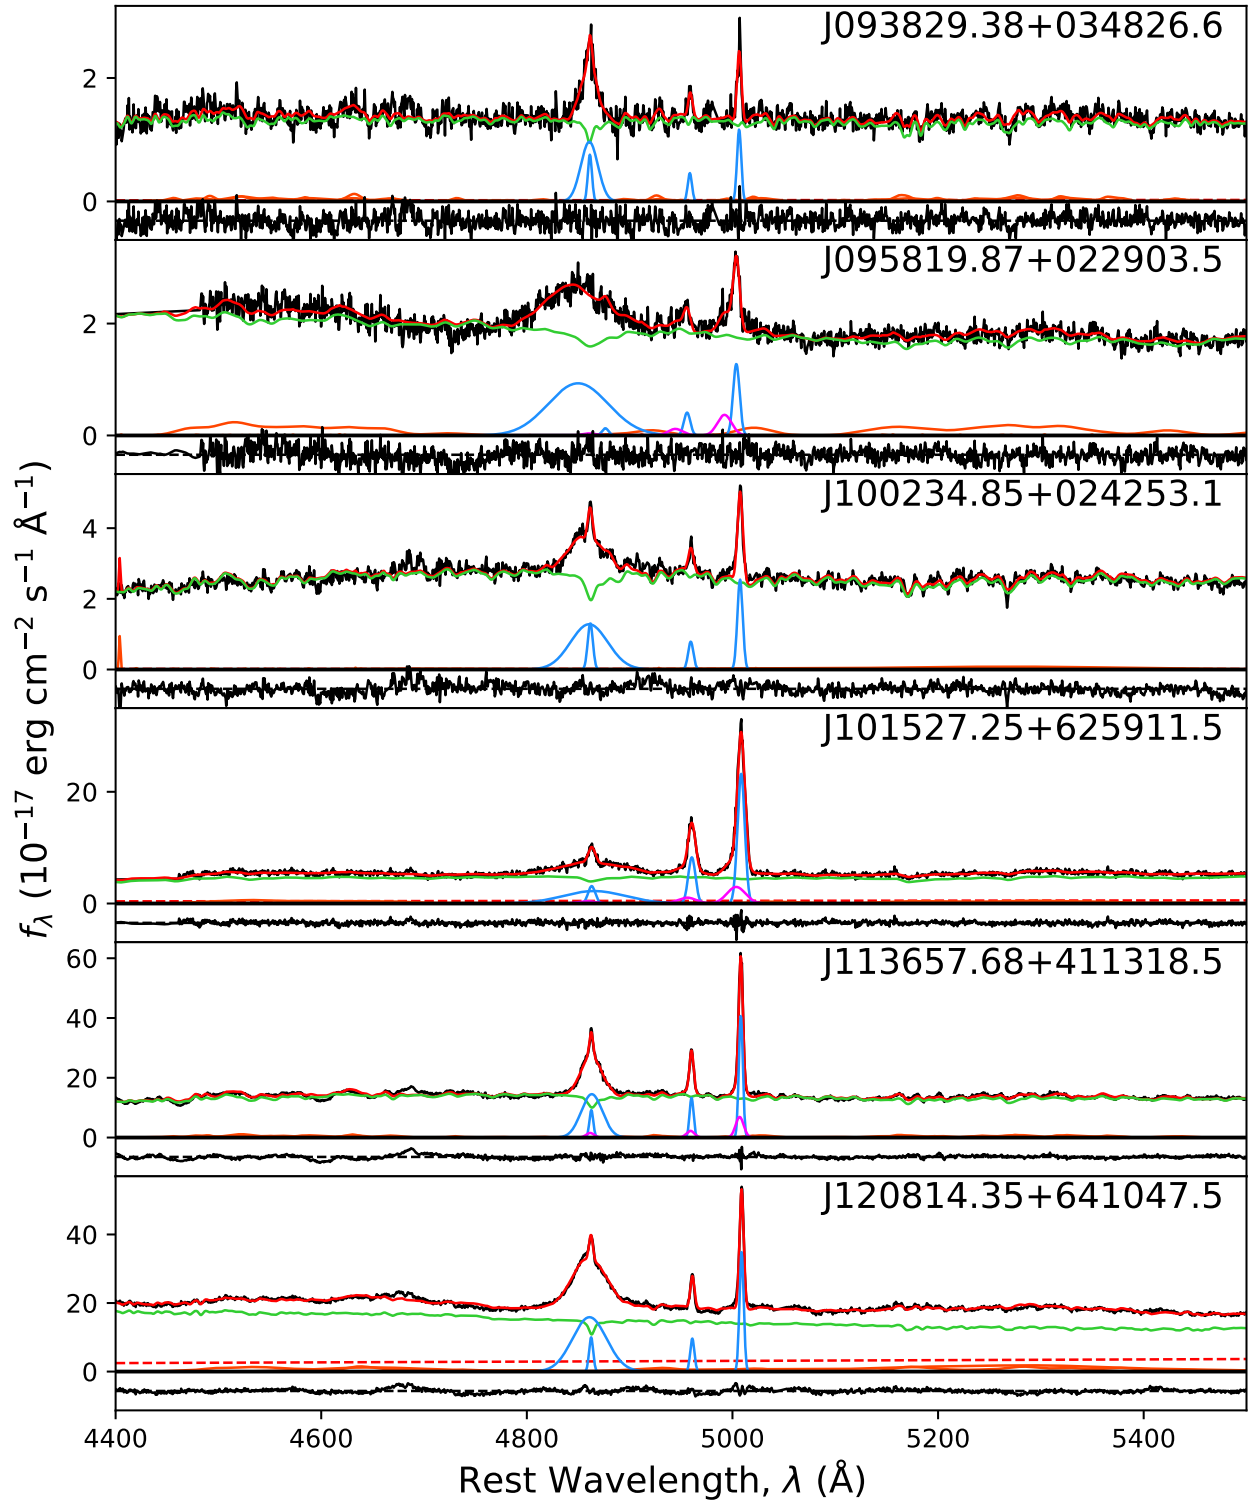 J093829.38+034826.6
2
0
J095819.87+022903.5
2
0
J100234.85+024253.1
4
2
0
J101527.25+625911.5
20
0
J113657.68+411318.5
60
40
20
0
J120814.35+641047.5
40
20
0
4400 4600 4800 5000 5200 5400
Rest Wavelength, λ (Å)
fλ (10⁻¹⁷ erg cm⁻² s⁻¹ Å⁻¹)